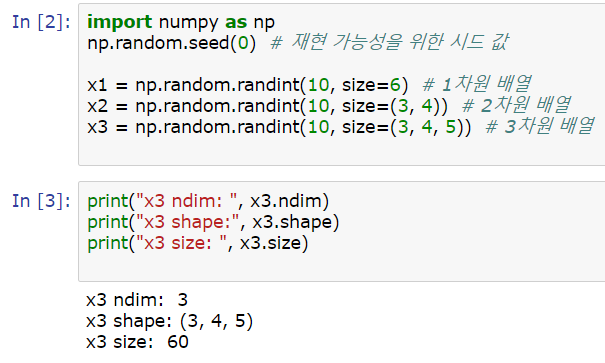 In [2]: import numpy as np
np.random.seed(0) # 재현 가능성을 위한 시드 값
x1 = np.random.randint(10, size=6) # 1차원 배열
x2 = np.random.randint(10, size=(3, 4)) # 2차원 배열
x3 = np.random.randint(10, size=(3, 4, 5)) # 3차원 배열
In [3]: print("x3 ndim: ", x3.ndim)
print("x3 shape:", x3.shape)
print("x3 size: ", x3.size)
x3 ndim:  3
x3 shape: (3, 4, 5)
x3 size:  60